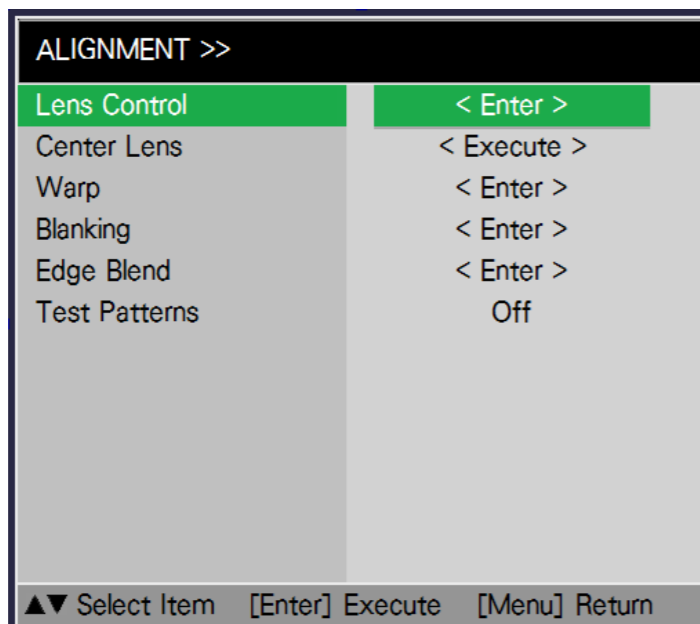 ALIGNMENT >>
Lens Control < Enter >
Center Lens < Execute >
Warp < Enter >
Blanking < Enter >
Edge Blend < Enter >
Test Patterns Off
▲▼ Select Item [Enter] Execute [Menu] Return